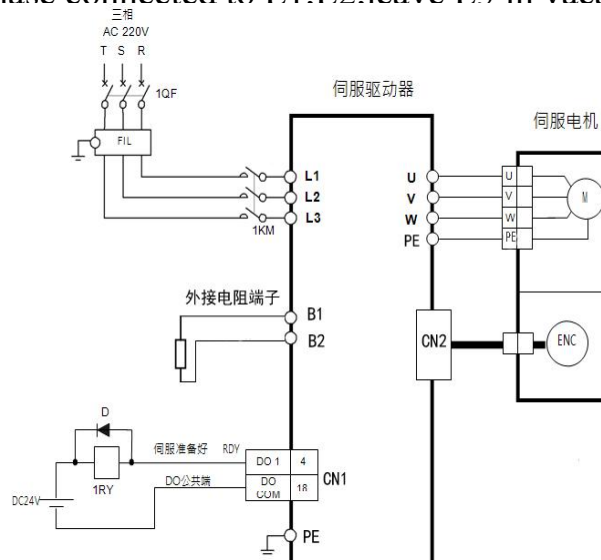 三相
AC 220V
T S R
1QF
FIL
伺服驱动器
伺服电机
L1
L2
L3
1KM
U
V
W
PE
U
V
W
PE
M
外接电阻端子
B1
B2
CN2
ENC
D
伺服准备好 RDY
DO 1 4
1RY
DO公共端
DO COM 18
CN1
DC24V
PE